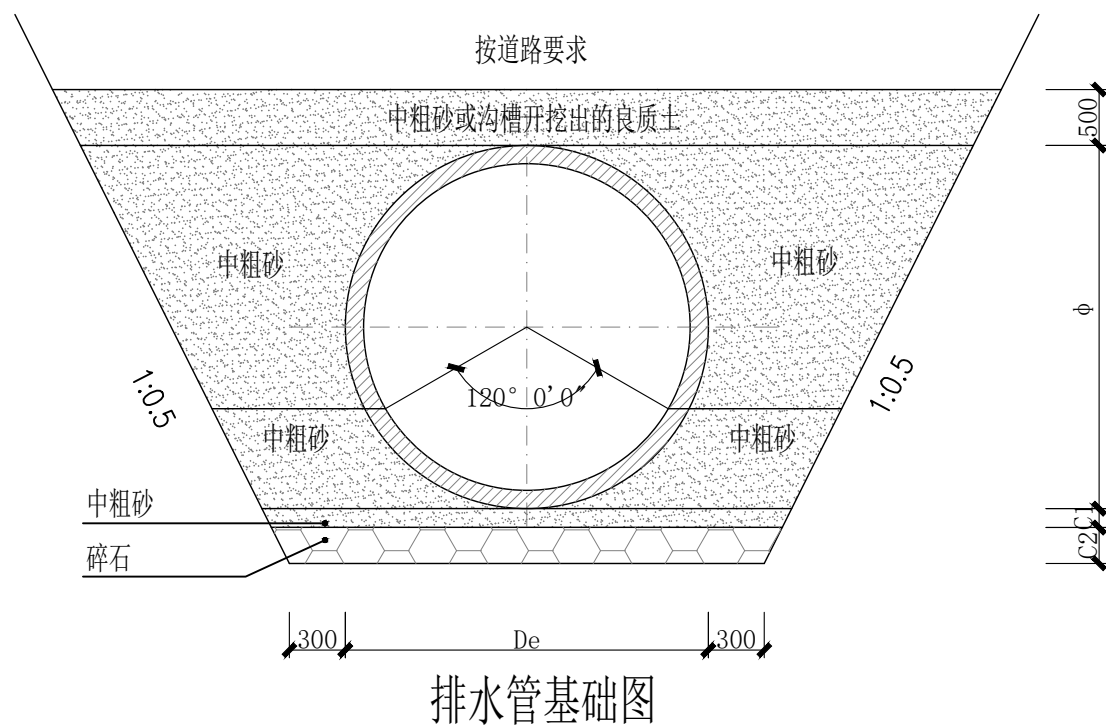 按道路要求
中粗砂或沟槽开挖出的良质土
500
中粗砂
中粗砂
ф
1:0.5
1:0.5
120° 0' 0"
中粗砂
中粗砂
中粗砂
C1
碎石
C2
300
De
300
排水管基础图